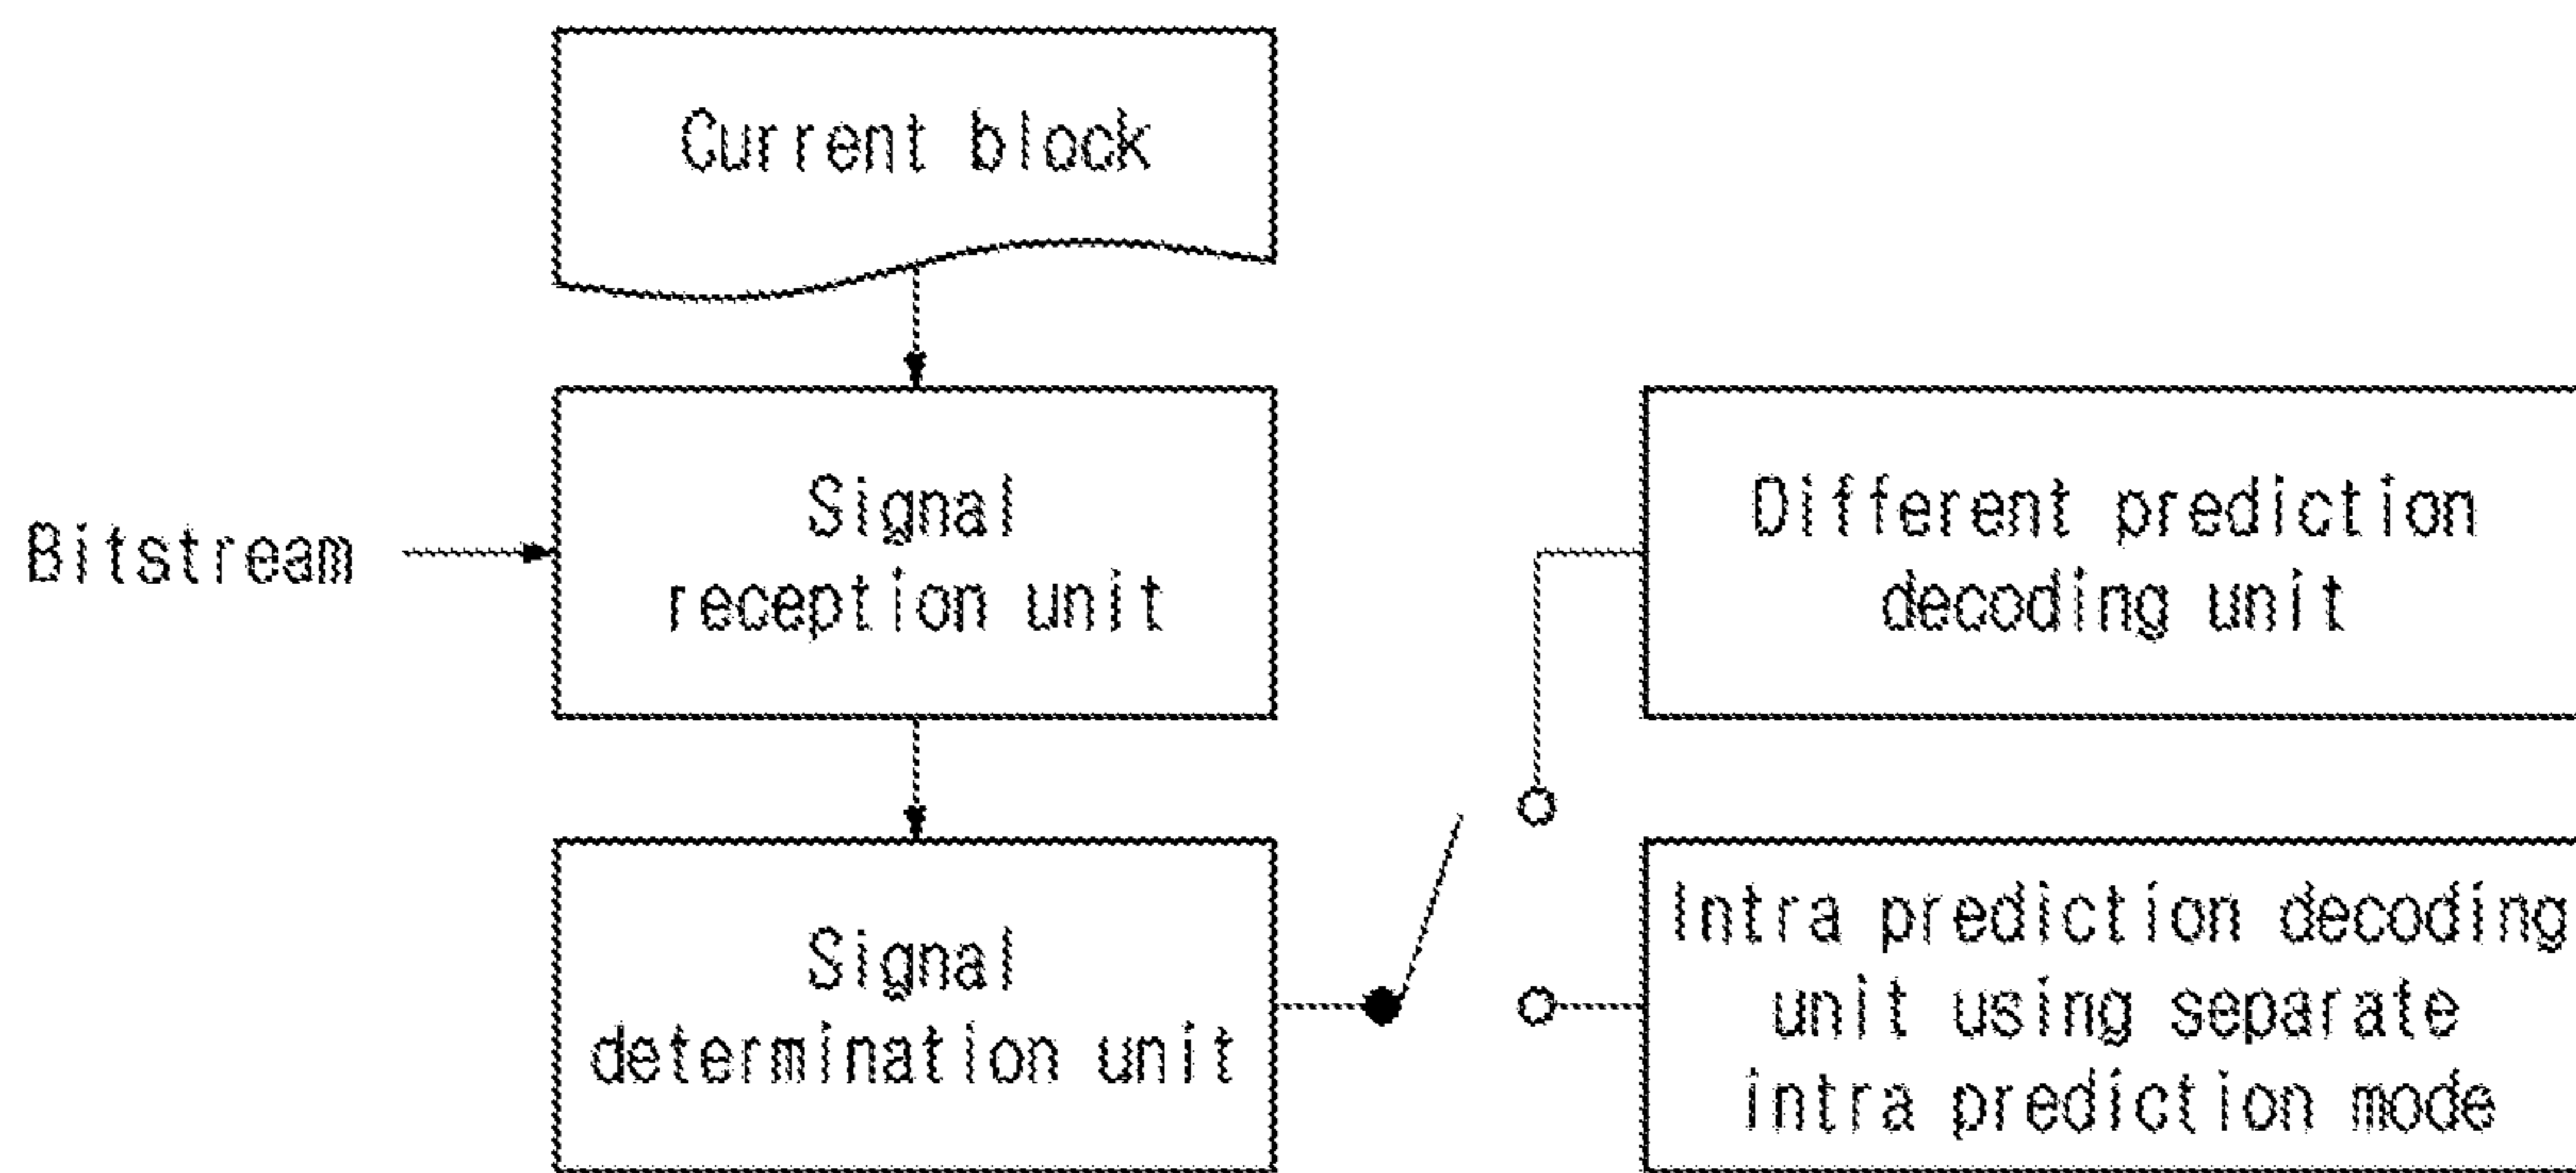 Current block
Bitstream
Signal
reception unit
Different prediction
decoding unit
Signal
determination unit
Intra prediction decoding
unit using separate
intra prediction mode